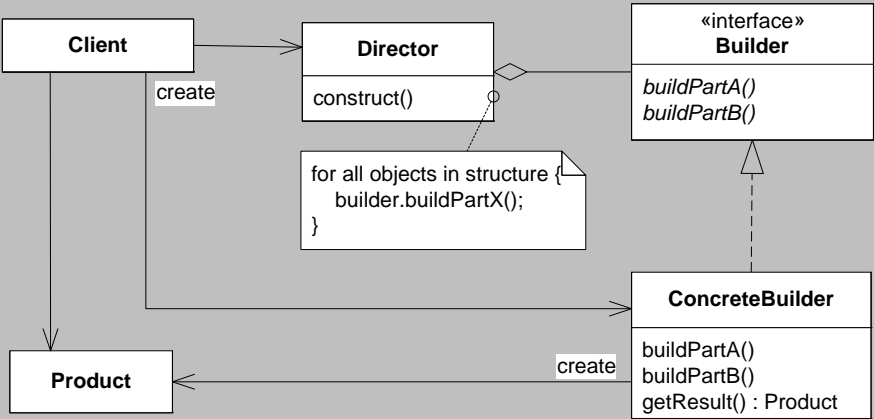 Client
create
Director
construct()
«interface»
Builder
buildPartA()
buildPartB()
for all objects in structure {
builder.buildPartX();
}
ConcreteBuilder
buildPartA()
buildPartB()
getResult() : Product
create
Product